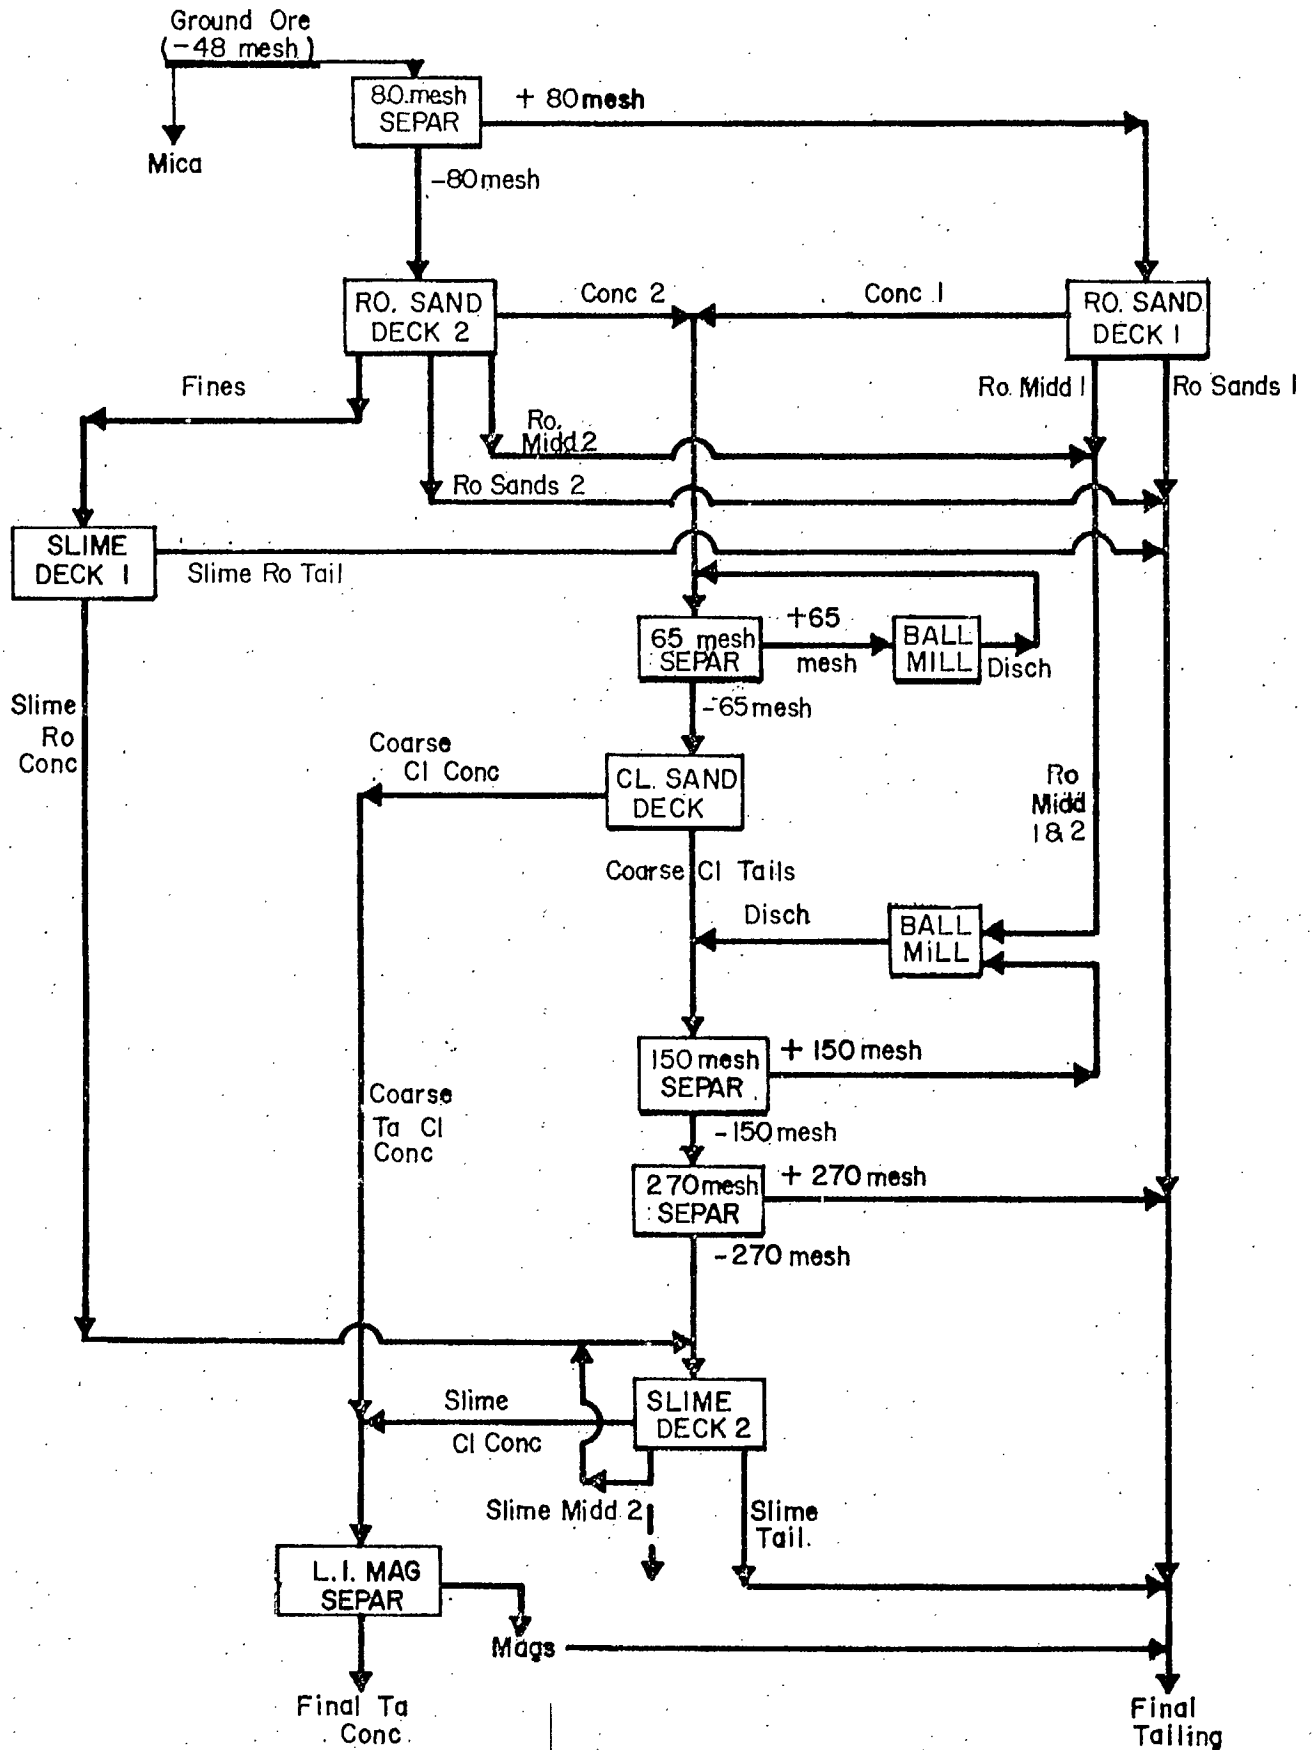 Ground Ore
(-48 mesh)
80.mesh
SEPAR
+ 80 mesh
Mica
-80 mesh
RO. SAND
DECK 2
Conc 2
Conc 1
RO. SAND
DECK 1
Fines
Ro. Midd 1
Ro Sands 1
Ro.
Midd 2
Ro Sands 2
SLIME
DECK 1
Slime Ro Tail
65 mesh
SEPAR
+65
mesh
BALL
MILL
Disch
-65 mesh
Slime
Ro
Conc
Coarse
Cl Conc
CL. SAND
DECK
Ro
Midd
1 & 2
Coarse Cl Tails
Disch
BALL
MILL
150 mesh
SEPAR
+ 150 mesh
Coarse
Ta Cl
Conc
-150 mesh
270 mesh
SEPAR
+ 270 mesh
-270 mesh
Slime
Cl Conc
SLIME
DECK 2
Slime Midd 2
Slime
Tail.
L.I. MAG
SEPAR
Mags
Final Ta
Conc
Final
Tailing